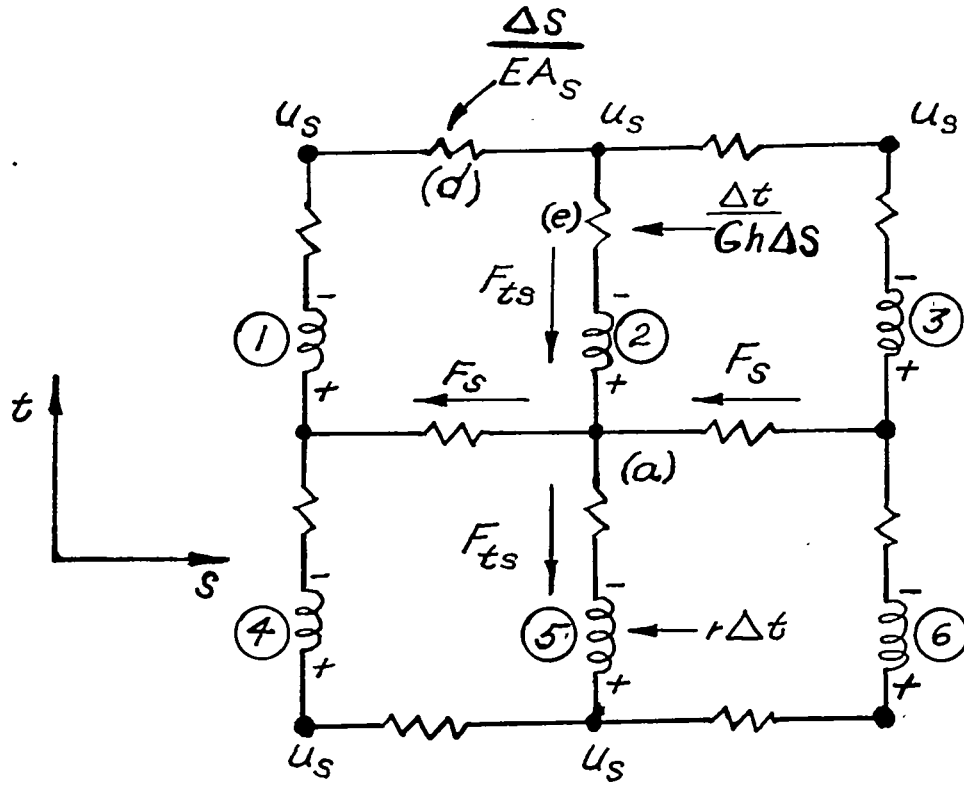 ΔS
EA_S
u_s u_s u_s
(d)
(e) Δt
GhΔS
F_ts
- - -
1 2 3
+ + +
F_s F_s
t
(a)
F_ts
s
- - -
4 5 rΔt 6
+ + +
u_s u_s